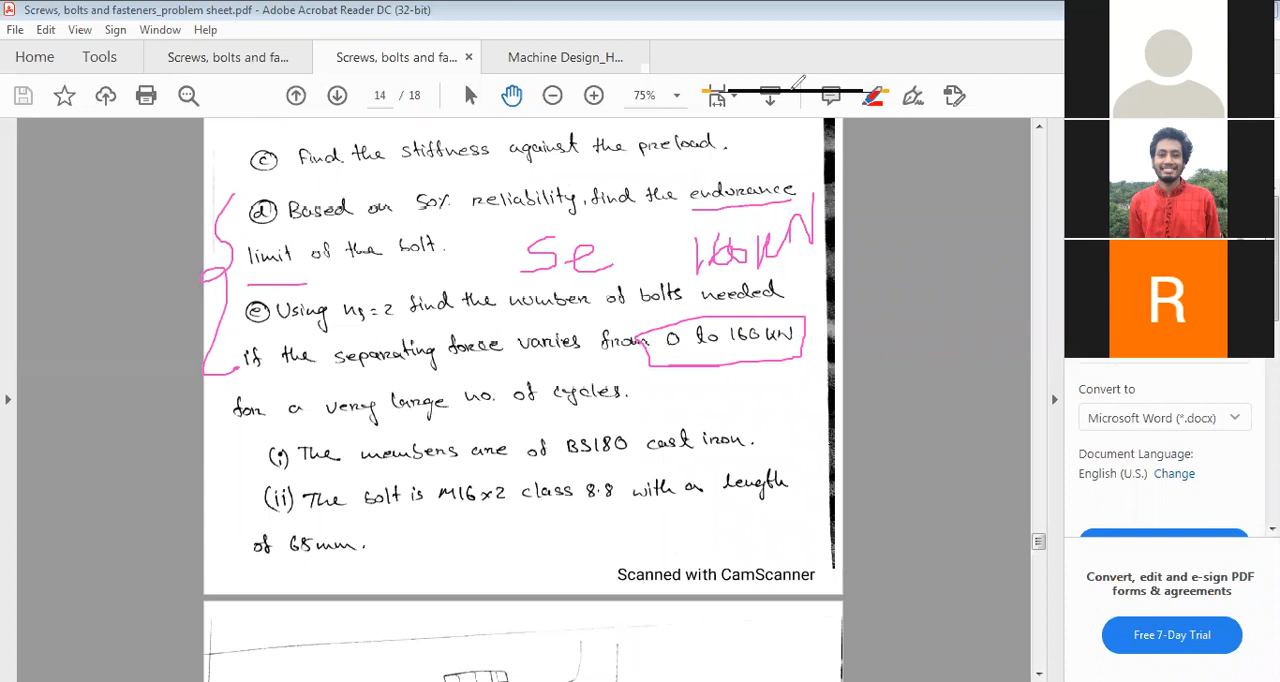 Screws, bolts and fasteners_problem sheet.pdf - Adobe Acrobat Reader DC (32-bit)
File Edit View Sign Window Help
Home Tools Screws, bolts and fa... Screws, bolts and fa... × Machine Design_H...
14 / 18 75%
(c) Find the stiffness against the preload.
(d) Based on 50% reliability, find the endurance
limit of the bolt.
Se 160kN
(e) Using nf = 2 find the number of bolts needed
if the separating force varies from 0 to 160 kN
for a very large no. of cycles.
(i) The members are of BS180 cast iron.
(ii) The bolt is M16×2 class 8.8 with a length
of 65mm.
Scanned with CamScanner
R
Convert to
Microsoft Word (*.docx)
Document Language:
English (U.S.) Change
Convert, edit and e-sign PDF
forms & agreements
Free 7-Day Trial